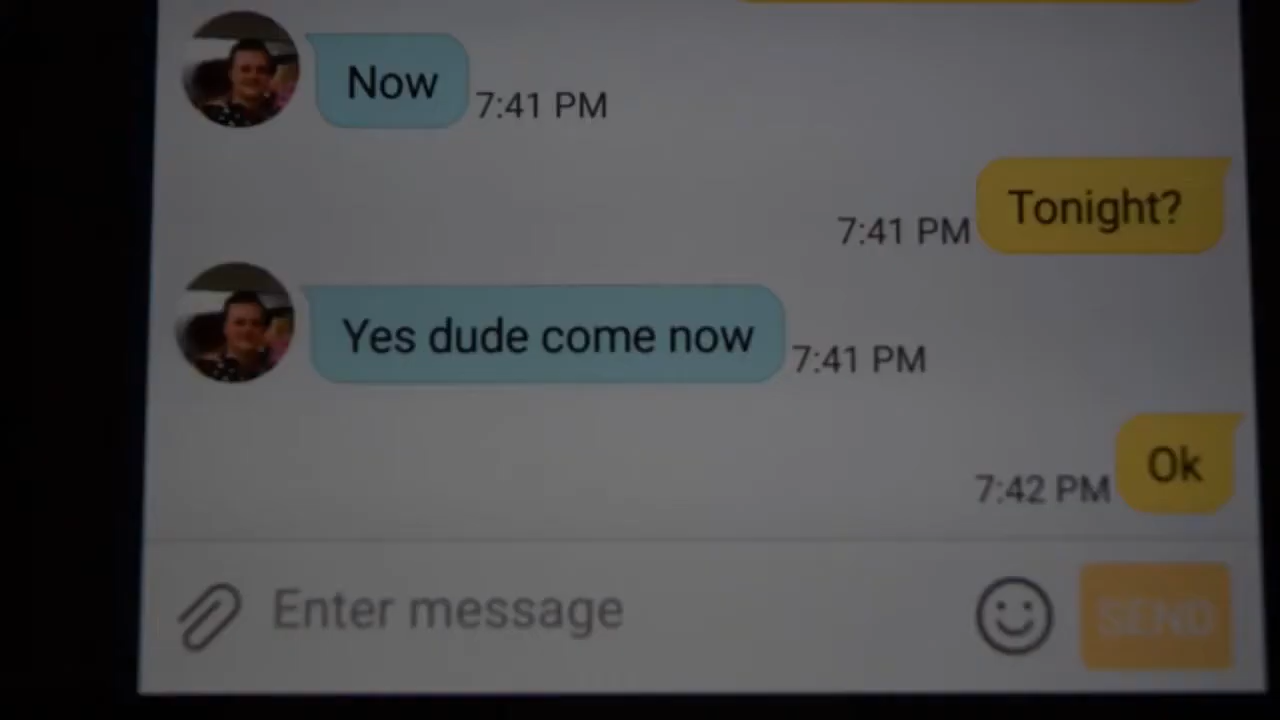 Now
7:41 PM
Tonight?
7:41 PM
Yes dude come now
7:41 PM
Ok
7:42 PM
Enter message
SEND